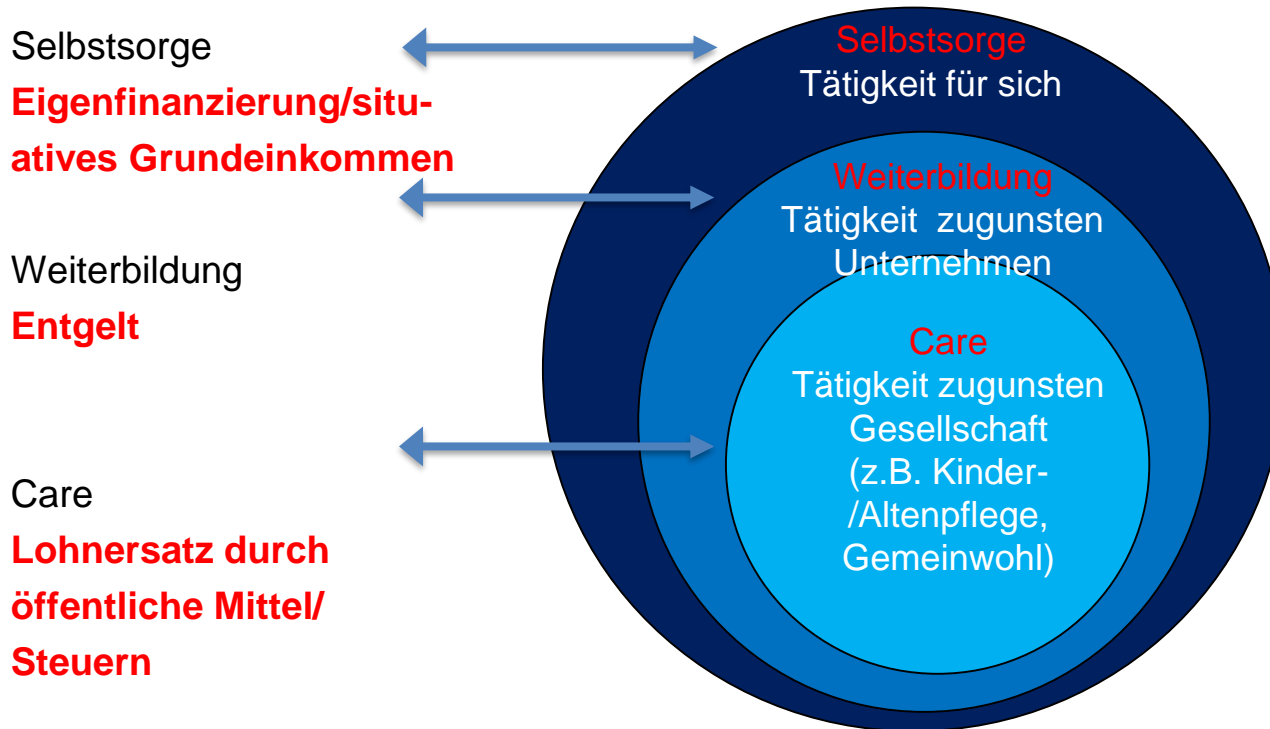 Selbstsorge
Eigenfinanzierung/situ-
atives Grundeinkommen
Weiterbildung
Entgelt
Care
Lohnersatz durch
öffentliche Mittel/
Steuern
Selbstsorge
Tätigkeit für sich
Weiterbildung
Tätigkeit zugunsten
Unternehmen
Care
Tätigkeit zugunsten
Gesellschaft
(z.B. Kinder-
/Altenpflege,
Gemeinwohl)